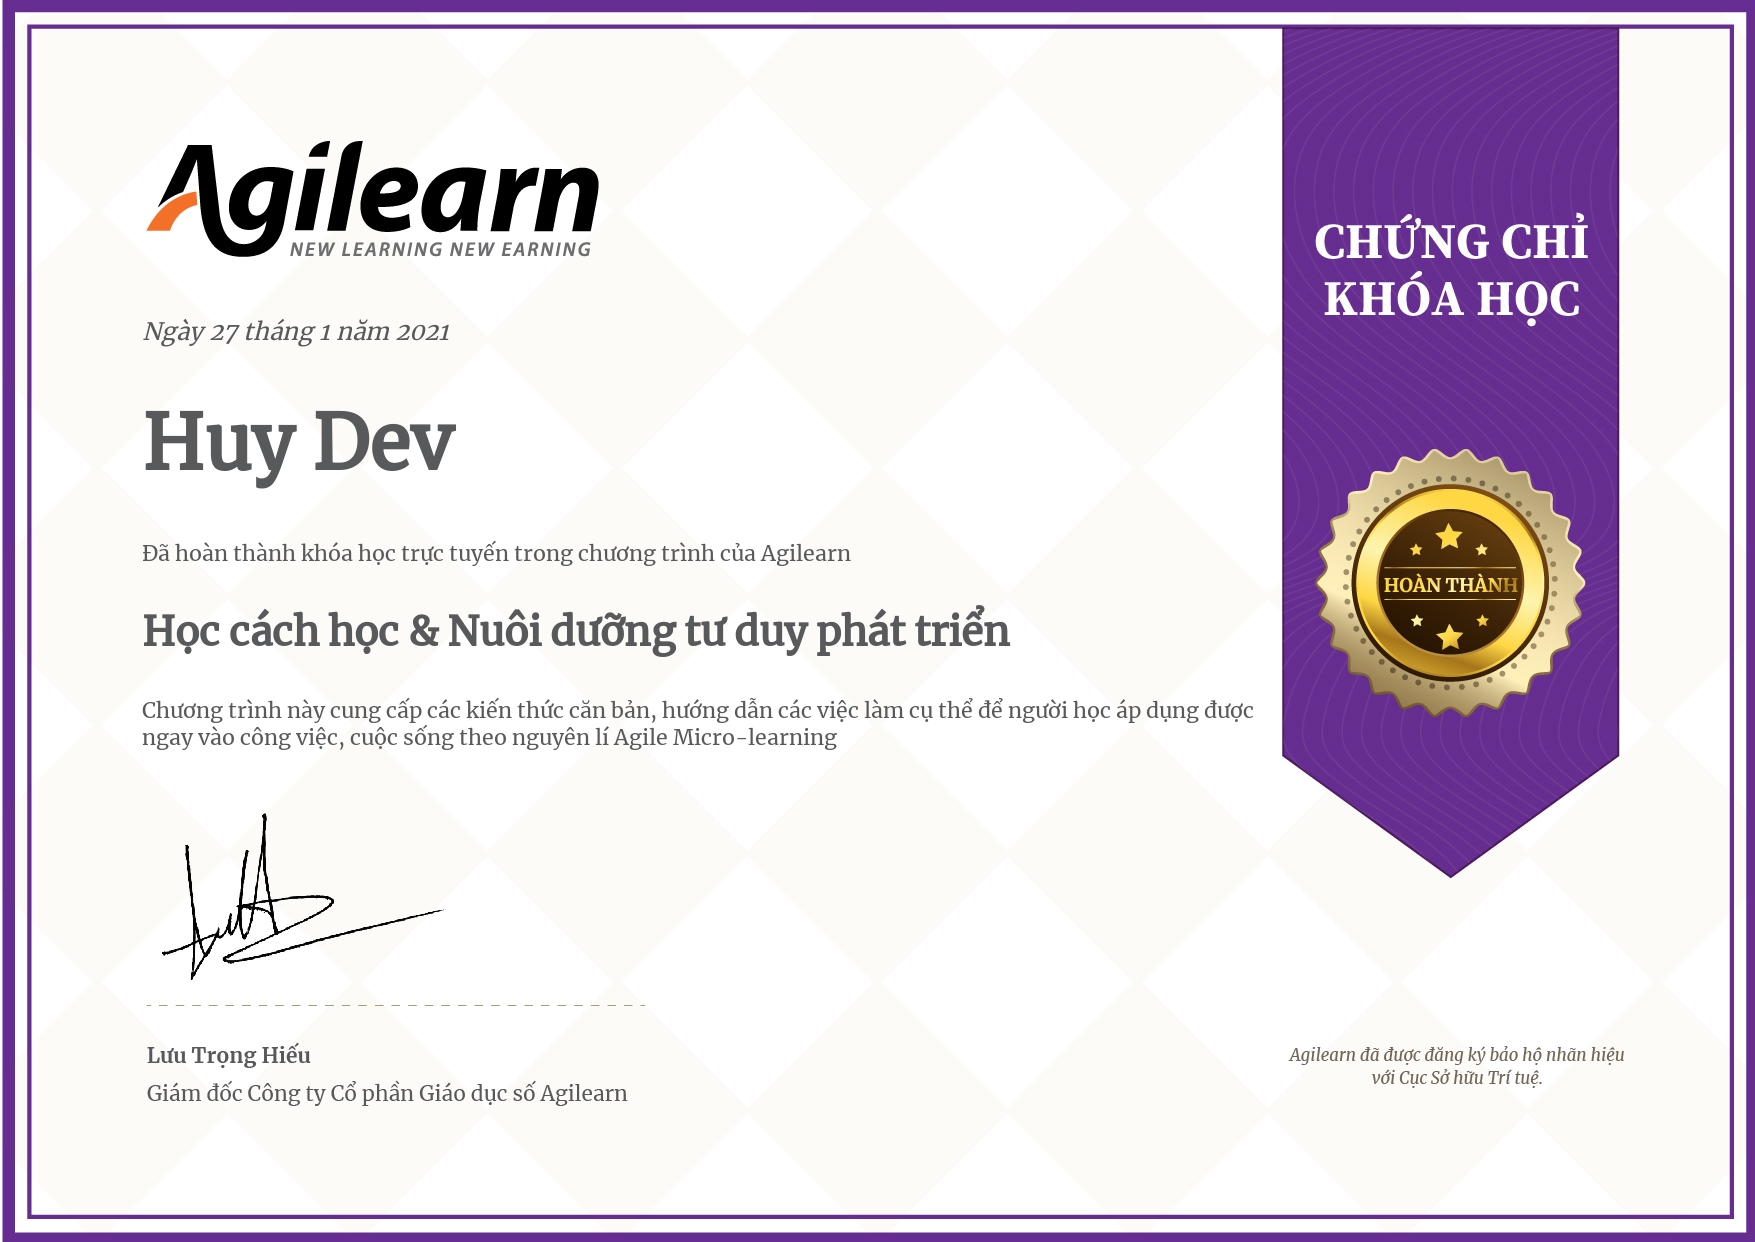 Agilearn
NEW LEARNING NEW EARNING
Ngày 27 tháng 1 năm 2021
Huy Dev
Đã hoàn thành khóa học trực tuyến trong chương trình của Agilearn
Học cách học & Nuôi dưỡng tư duy phát triển
Chương trình này cung cấp các kiến thức căn bản, hướng dẫn các việc làm cụ thể để người học áp dụng được
ngay vào công việc, cuộc sống theo nguyên lí Agile Micro-learning
Lưu Trọng Hiếu
Giám đốc Công ty Cổ phần Giáo dục số Agilearn
CHỨNG CHỈ
KHÓA HỌC
HOÀN THÀNH
Agilearn đã được đăng ký bảo hộ nhãn hiệu
với Cục Sở hữu Trí tuệ.